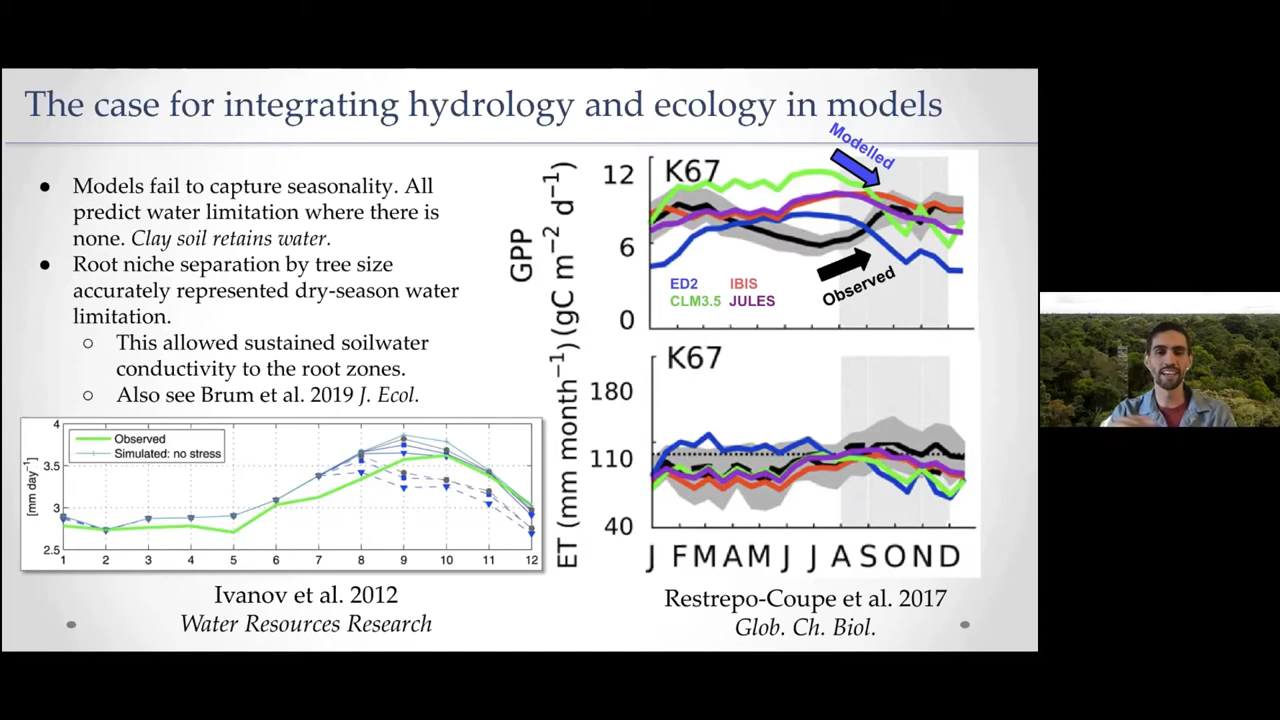 The case for integrating hydrology and ecology in models
● Models fail to capture seasonality. All
predict water limitation where there is
none. Clay soil retains water.
● Root niche separation by tree size
accurately represented dry-season water
limitation.
○ This allowed sustained soilwater
conductivity to the root zones.
○ Also see Brum et al. 2019 J. Ecol.
[mm day⁻¹]
4
3.5
3
2.5
Observed
Simulated: no stress
1 2 3 4 5 6 7 8 9 10 11 12
Ivanov et al. 2012
Water Resources Research
GPP
(gC m⁻² d⁻¹)
12
6
0
K67
Modelled
Observed
ED2 IBIS
CLM3.5 JULES
ET (mm month⁻¹)
180
110
40
K67
J F M A M J J A S O N D
Restrepo-Coupe et al. 2017
Glob. Ch. Biol.